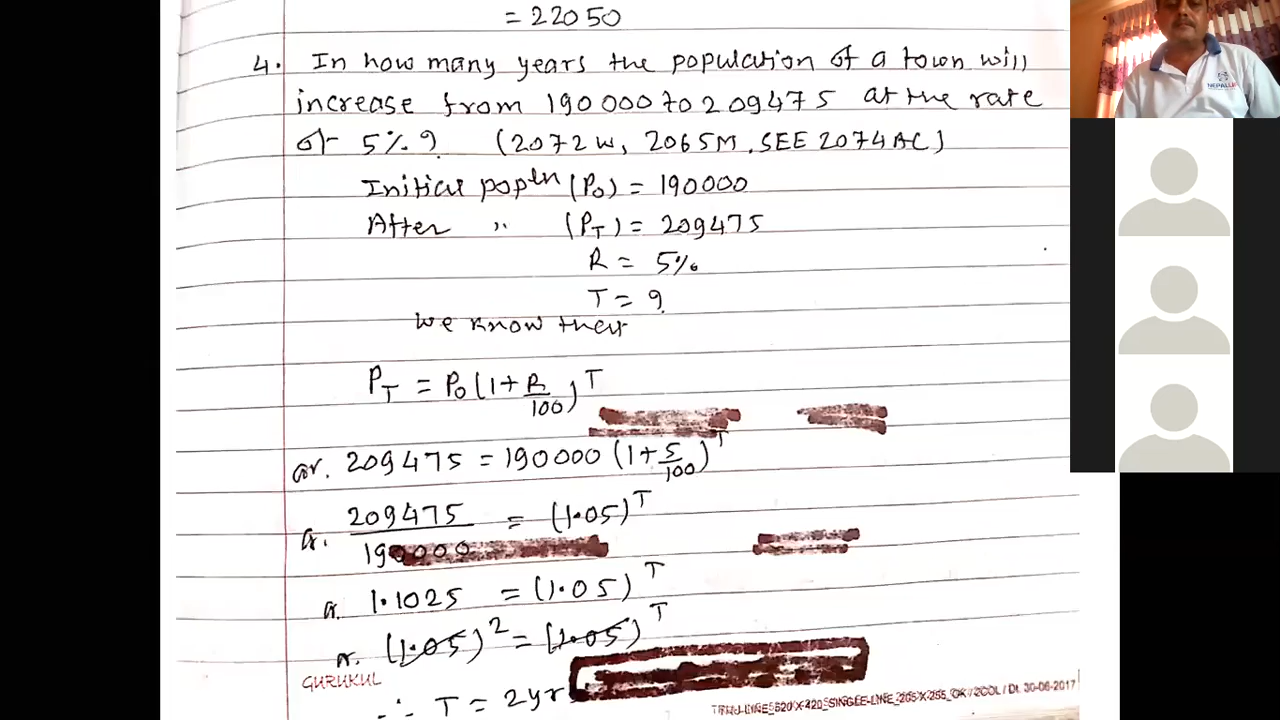 = 22050
4. In how many years the population of a town will
increase from 190000 to 209475 at the rate
of 5%? (2072 W, 2065M, SEE 2074AC)
Initial popln (P0) = 190000
After " (PT) = 209475
R = 5%
T = ?
We know that
PT = P0 (1 + R/100)^T
or. 209475 = 190000 (1 + 5/100)^T
or. 209475/190000 = (1.05)^T
or. 1.1025 = (1.05)^T
or. (1.05)^2 = (1.05)^T
∴ T = 2yr
GURUKUL